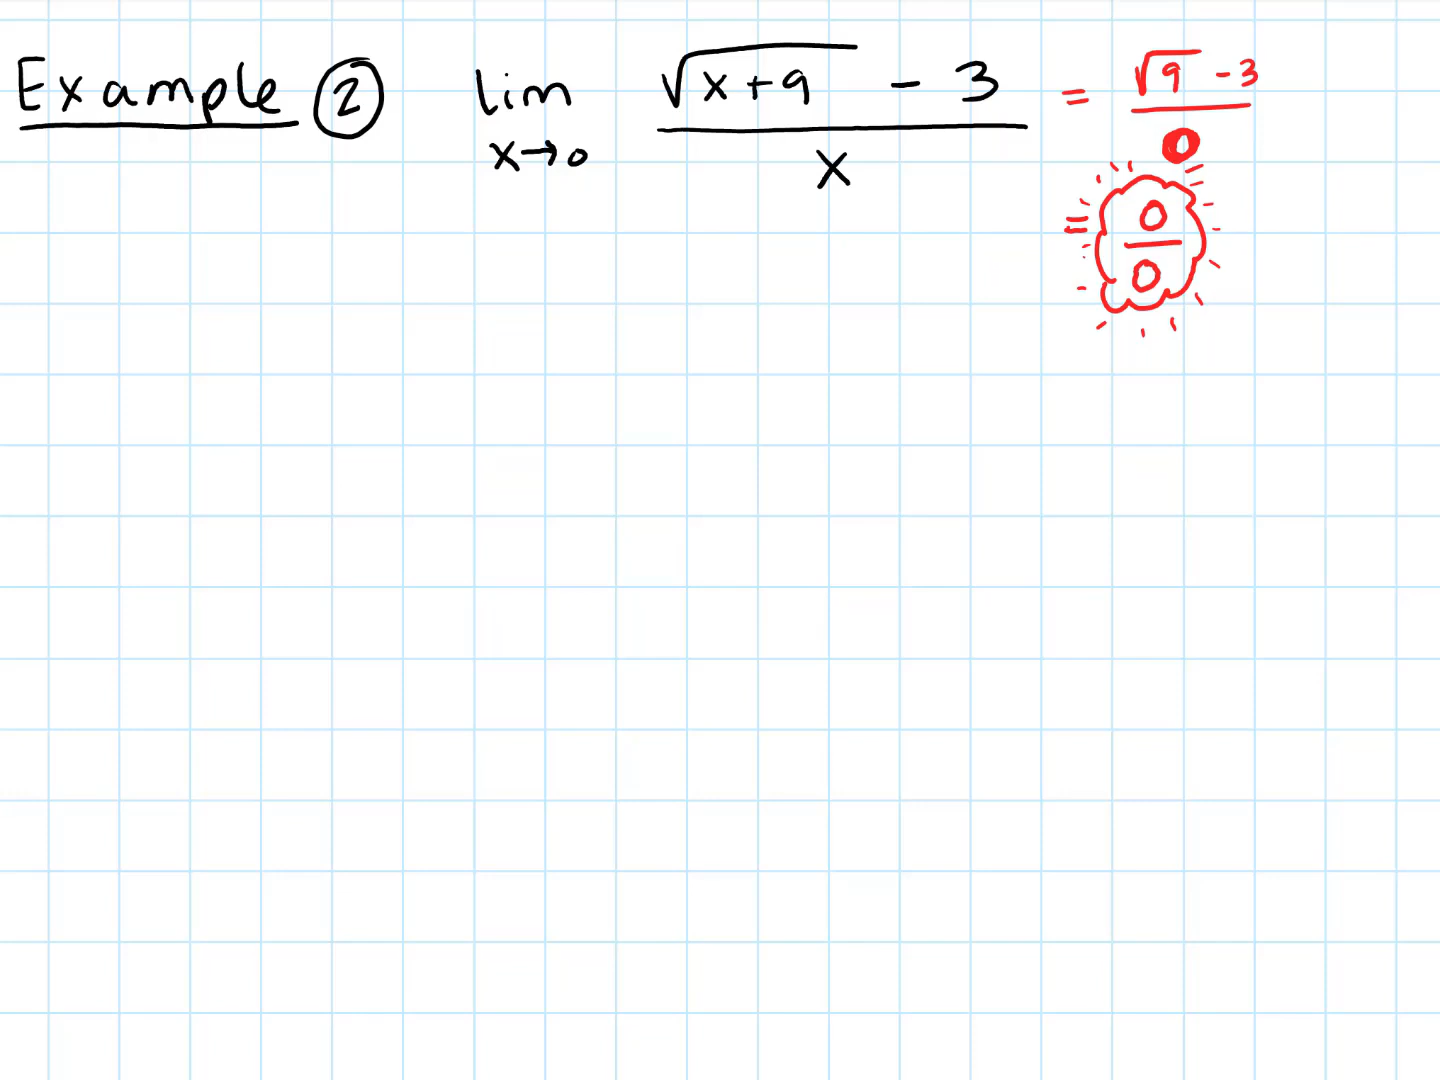 Example ② lim x→0 (√(x+9) - 3)/x = (√9 - 3)/0
= 0/0